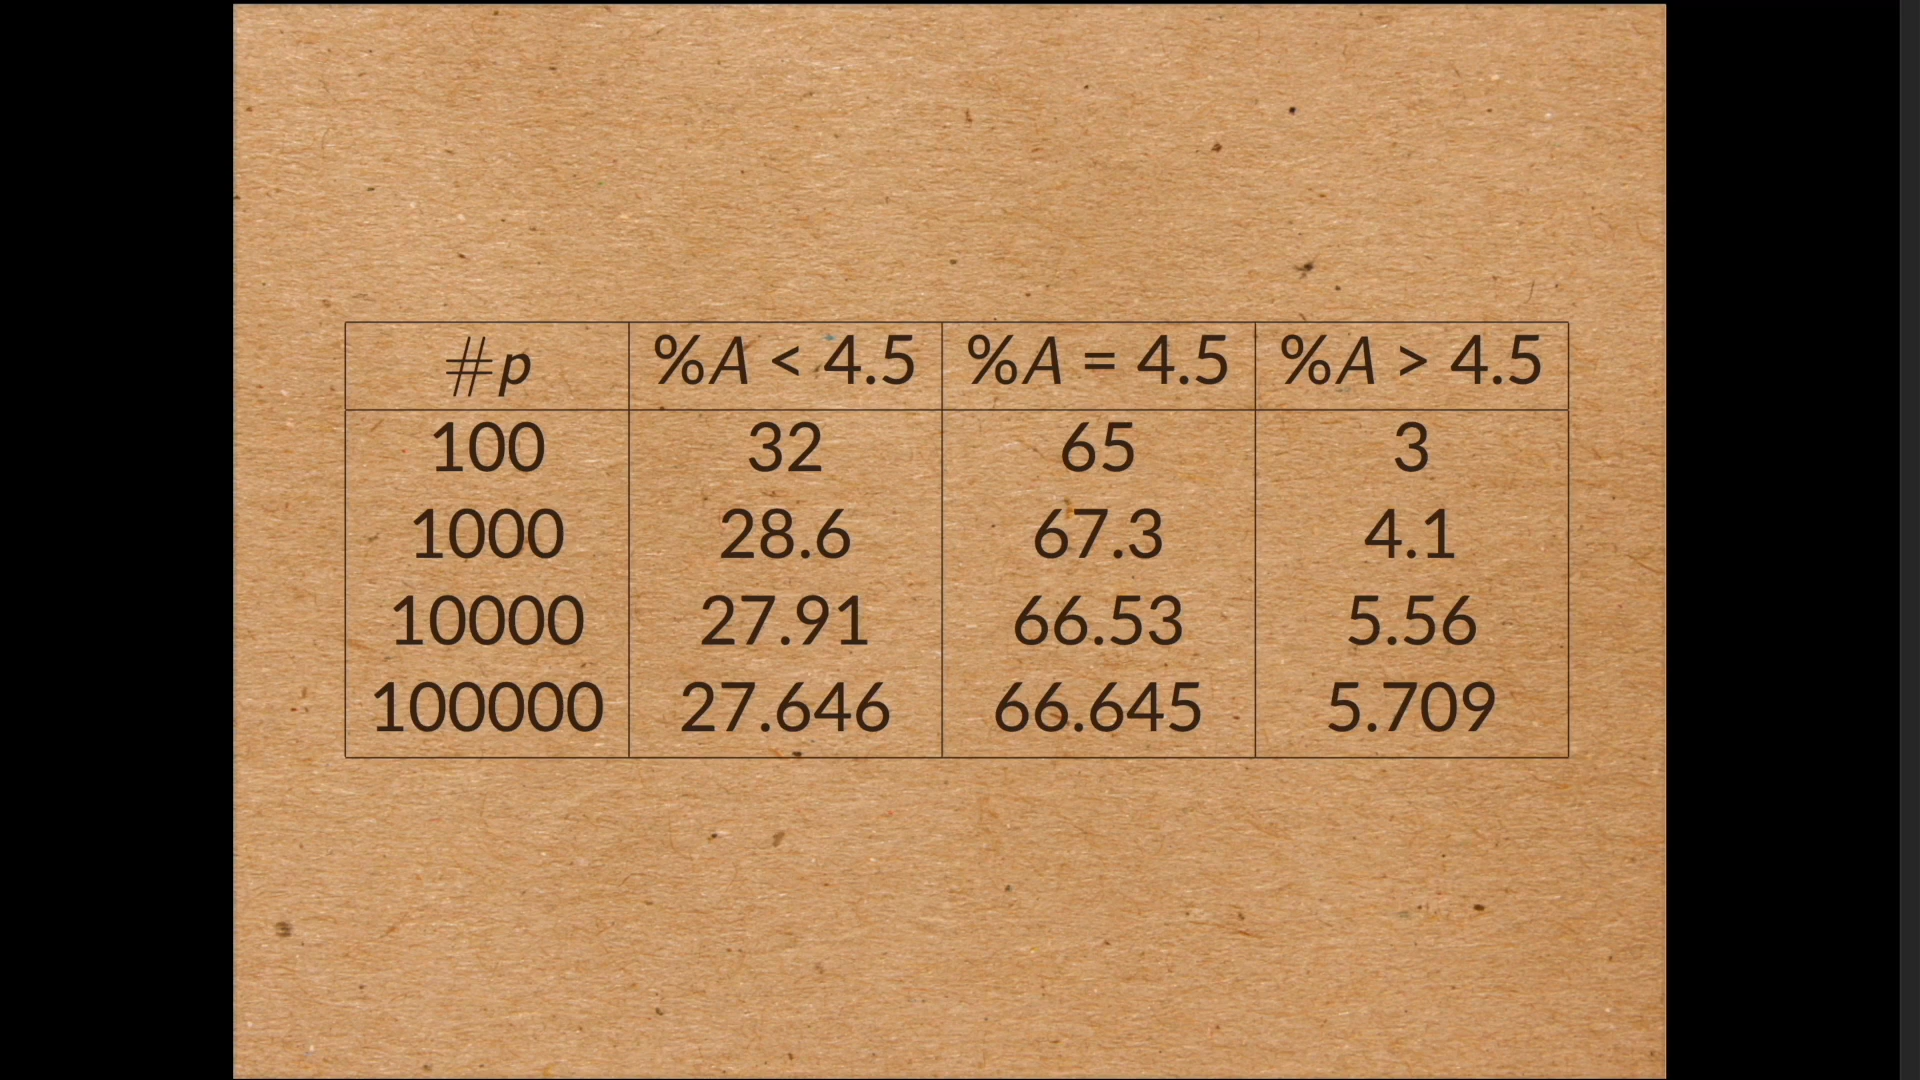 #p %A < 4.5 %A = 4.5 %A > 4.5
100 32 65 3
1000 28.6 67.3 4.1
10000 27.91 66.53 5.56
100000 27.646 66.645 5.709